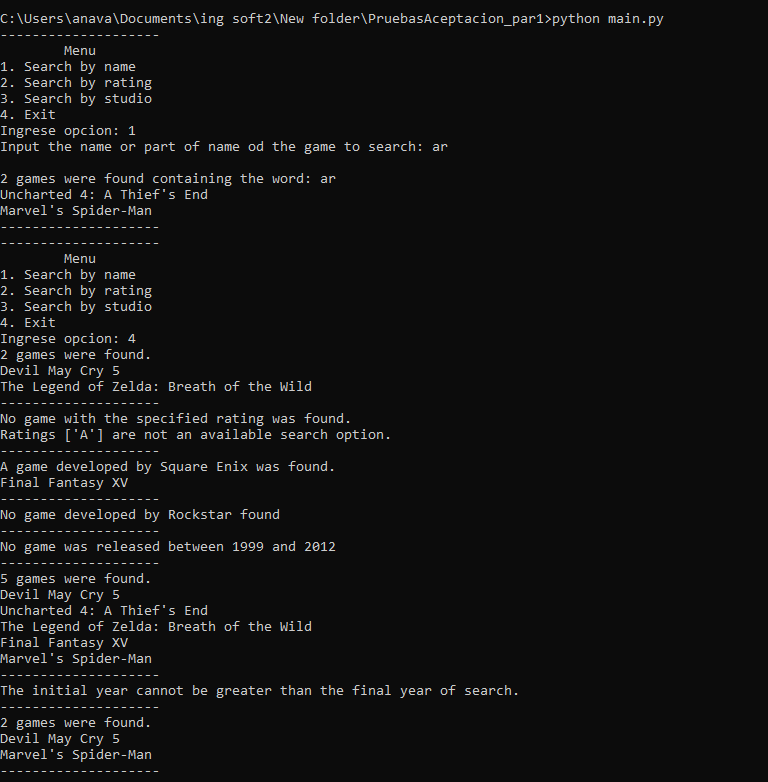 C:\Users\anava\Documents\ing soft2\New folder\PruebasAceptacion_par1>python main.py
--------------------
        Menu
1. Search by name
2. Search by rating
3. Search by studio
4. Exit
Ingrese opcion: 1
Input the name or part of name od the game to search: ar

2 games were found containing the word: ar
Uncharted 4: A Thief's End
Marvel's Spider-Man
--------------------
--------------------
        Menu
1. Search by name
2. Search by rating
3. Search by studio
4. Exit
Ingrese opcion: 4
2 games were found.
Devil May Cry 5
The Legend of Zelda: Breath of the Wild
--------------------
No game with the specified rating was found.
Ratings ['A'] are not an available search option.
--------------------
A game developed by Square Enix was found.
Final Fantasy XV
--------------------
No game developed by Rockstar found
--------------------
No game was released between 1999 and 2012
--------------------
5 games were found.
Devil May Cry 5
Uncharted 4: A Thief's End
The Legend of Zelda: Breath of the Wild
Final Fantasy XV
Marvel's Spider-Man
--------------------
The initial year cannot be greater than the final year of search.
--------------------
2 games were found.
Devil May Cry 5
Marvel's Spider-Man
--------------------